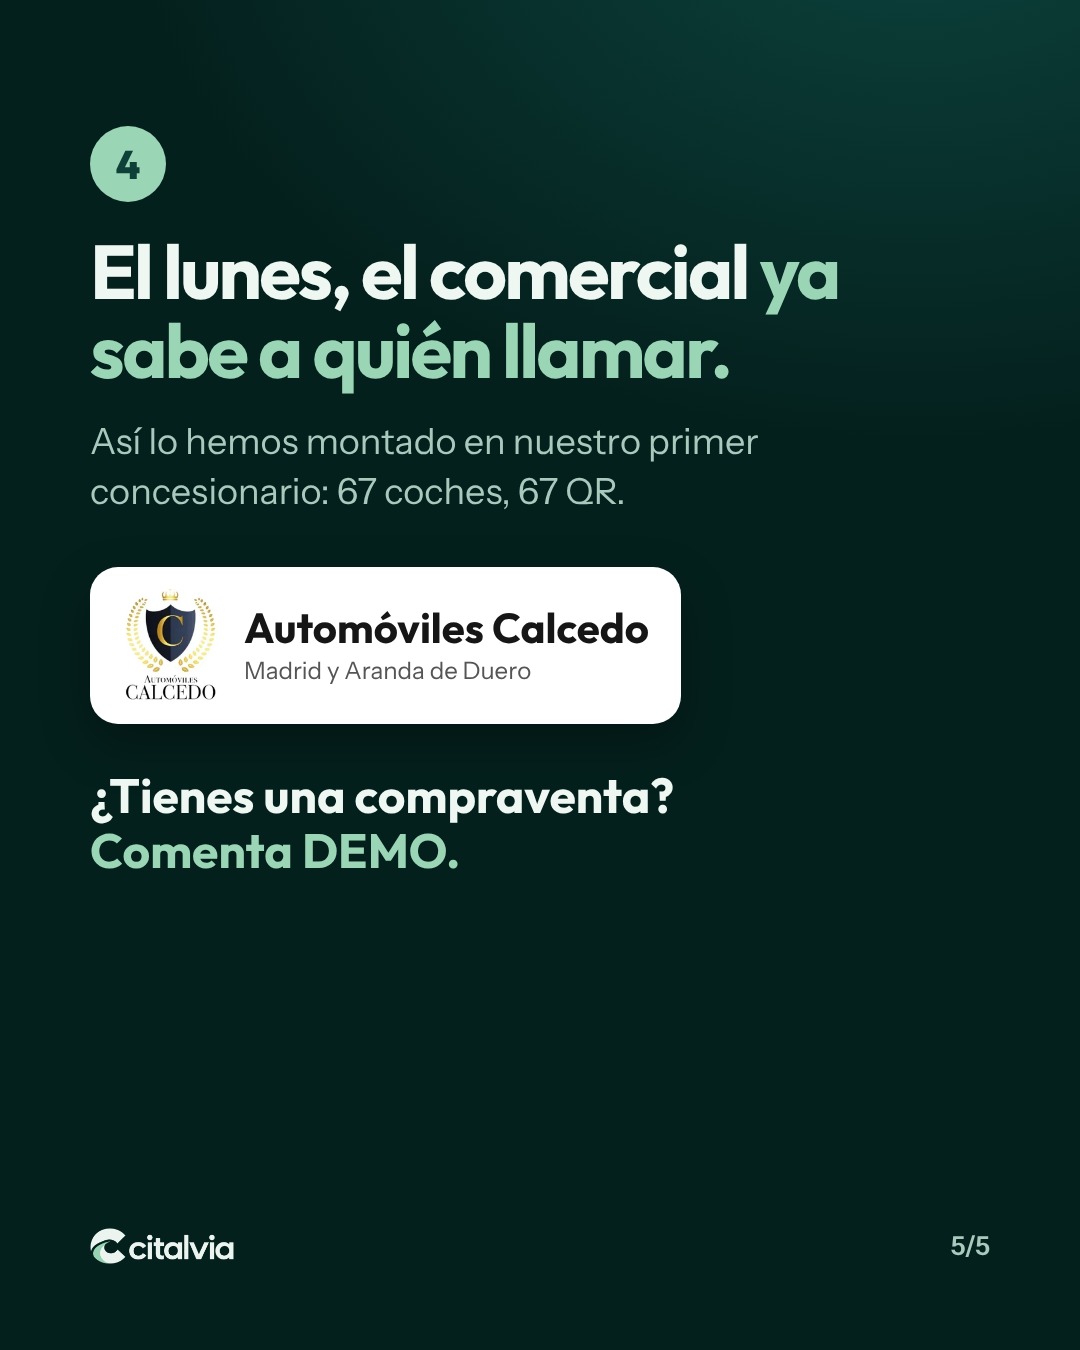 4
El lunes, el comercial ya
sabe a quién llamar.
Así lo hemos montado en nuestro primer
concesionario: 67 coches, 67 QR.
C
AUTOMÓVILES
CALCEDO
Automóviles Calcedo
Madrid y Aranda de Duero
¿Tienes una compraventa?
Comenta DEMO.
citalvia
5/5